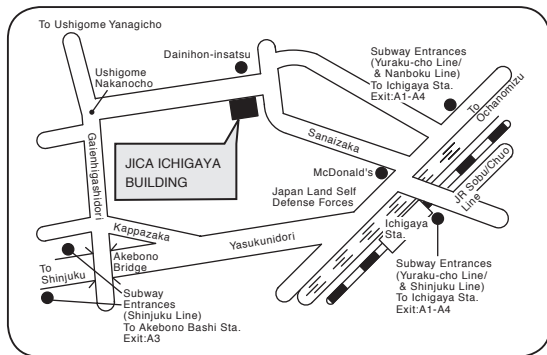 To Ushigome Yanagicho
Dainihon-insatsu
Ushigome
Nakanocho
Subway Entrances
(Yuraku-cho Line/
& Nanboku Line)
To Ichigaya Sta.
Exit:A1-A4
To
Ochanomizu
Gaienhigashidori
JICA ICHIGAYA
BUILDING
Sanaizaka
McDonald's
Japan Land Self
Defense Forces
JR Sobu/Chuo
Line
Ichigaya
Sta.
Kappazaka
Yasukunidori
Akebono
Bridge
To
Shinjuku
Subway
Entrances
(Shinjuku Line)
To Akebono Bashi Sta.
Exit:A3
Subway Entrances
(Yuraku-cho Line/
& Shinjuku Line)
To Ichigaya Sta.
Exit:A1-A4